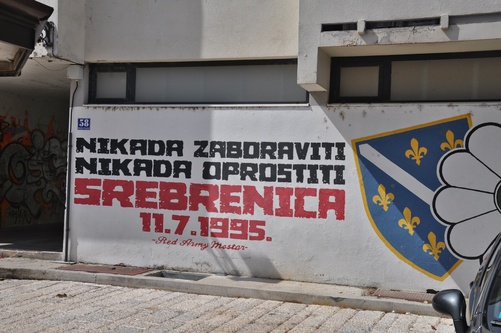 58
NIKADA ZABORAVITI
NIKADA OPROSTITI
SREBRENICA
11.7.1995.
-Red Army Mostar-